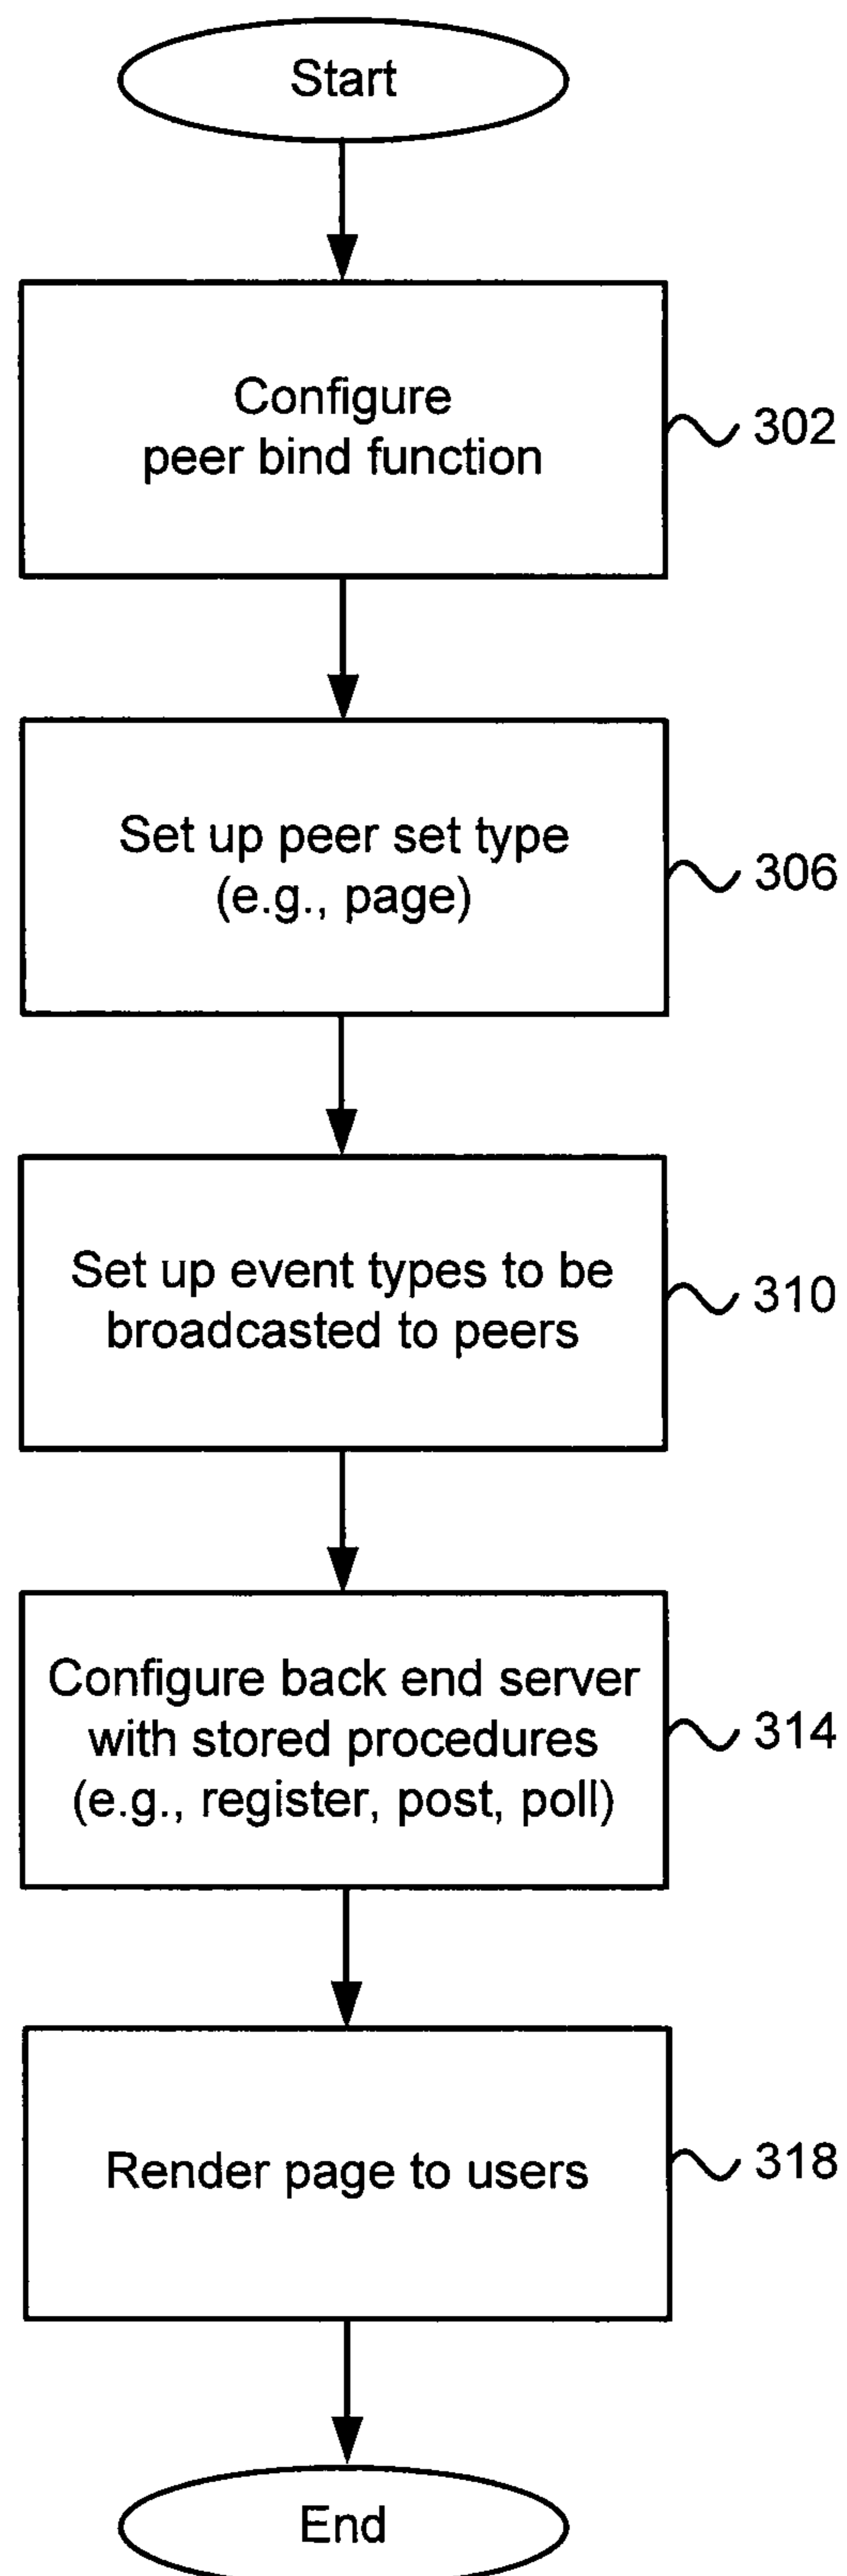 Start
Configure
peer bind function
302
Set up peer set type
(e.g., page)
306
Set up event types to be
broadcasted to peers
310
Configure back end server
with stored procedures
(e.g., register, post, poll)
314
Render page to users
318
End